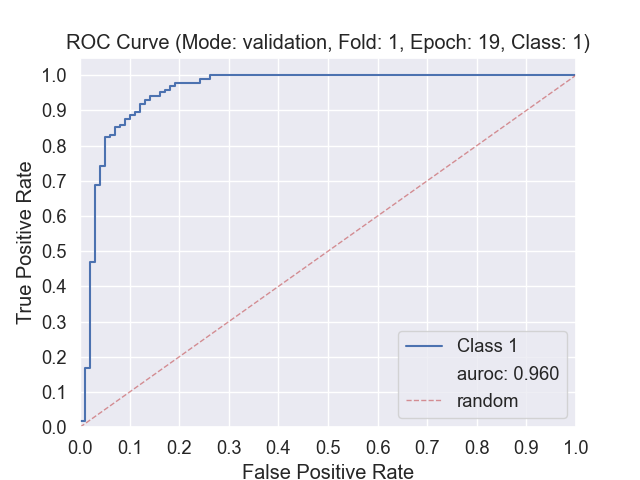 ROC Curve (Mode: validation, Fold: 1, Epoch: 19, Class: 1)
1.0
0.9
0.8
0.7
0.6
0.5
0.4
0.3
0.2
0.1
0.0
True Positive Rate
Class 1
auroc: 0.960
random
0.0 0.1 0.2 0.3 0.4 0.5 0.6 0.7 0.8 0.9 1.0
False Positive Rate